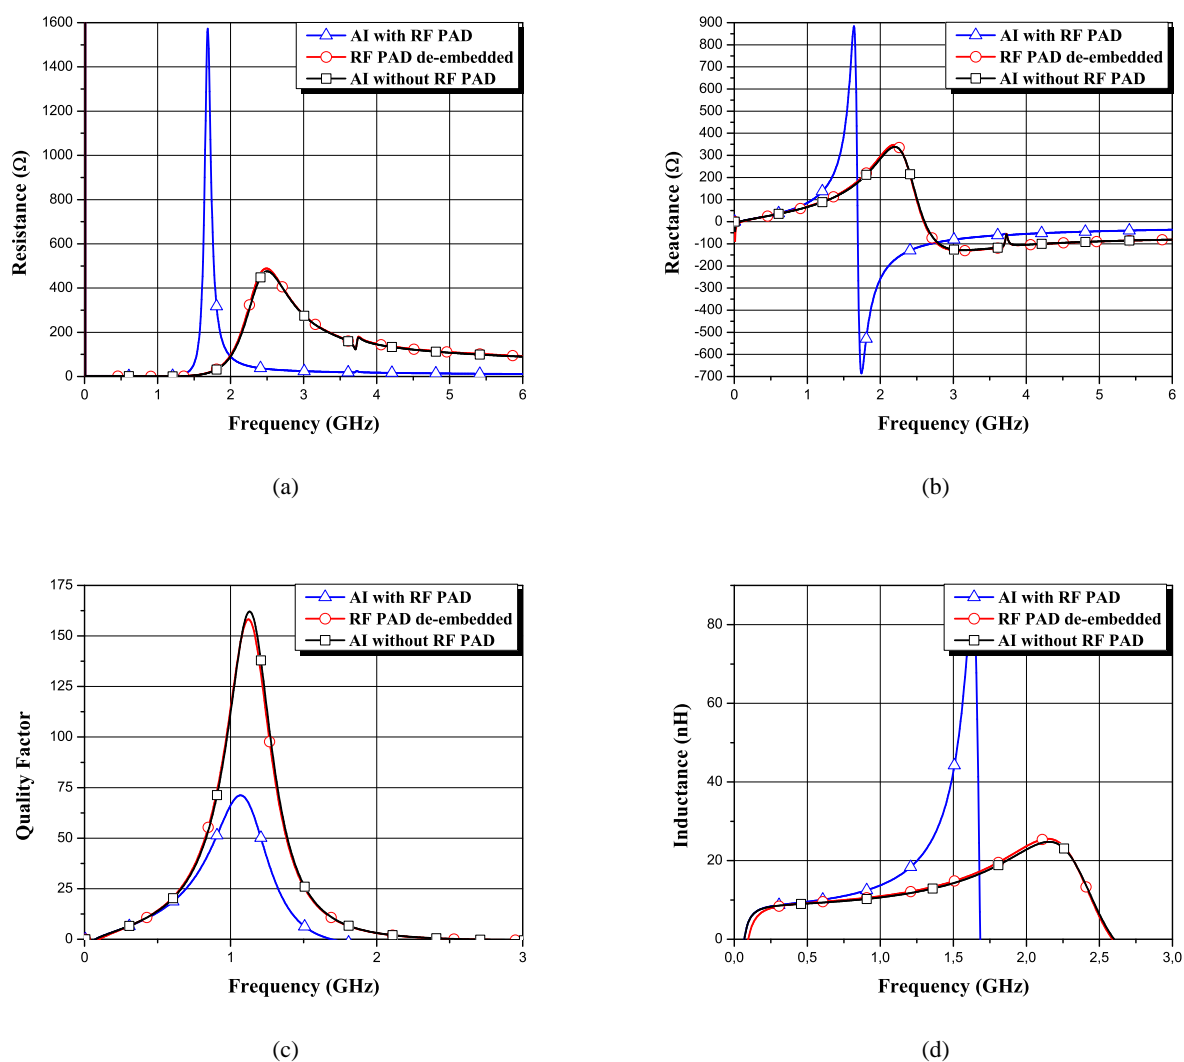 1600
1400
1200
1000
800
600
400
200
0
Resistance (Ω)
AI with RF PAD
RF PAD de-embedded
AI without RF PAD
0 1 2 3 4 5 6
Frequency (GHz)
(a)
900
800
700
600
500
400
300
200
100
0
-100
-200
-300
-400
-500
-600
-700
Reactance (Ω)
AI with RF PAD
RF PAD de-embedded
AI without RF PAD
0 1 2 3 4 5 6
Frequency (GHz)
(b)
175
150
125
100
75
50
25
0
Quality Factor
AI with RF PAD
RF PAD de-embedded
AI without RF PAD
0 1 2 3
Frequency (GHz)
(c)
80
60
40
20
0
Inductance (nH)
AI with RF PAD
RF PAD de-embedded
AI without RF PAD
0,0 0,5 1,0 1,5 2,0 2,5 3,0
Frequency (GHz)
(d)